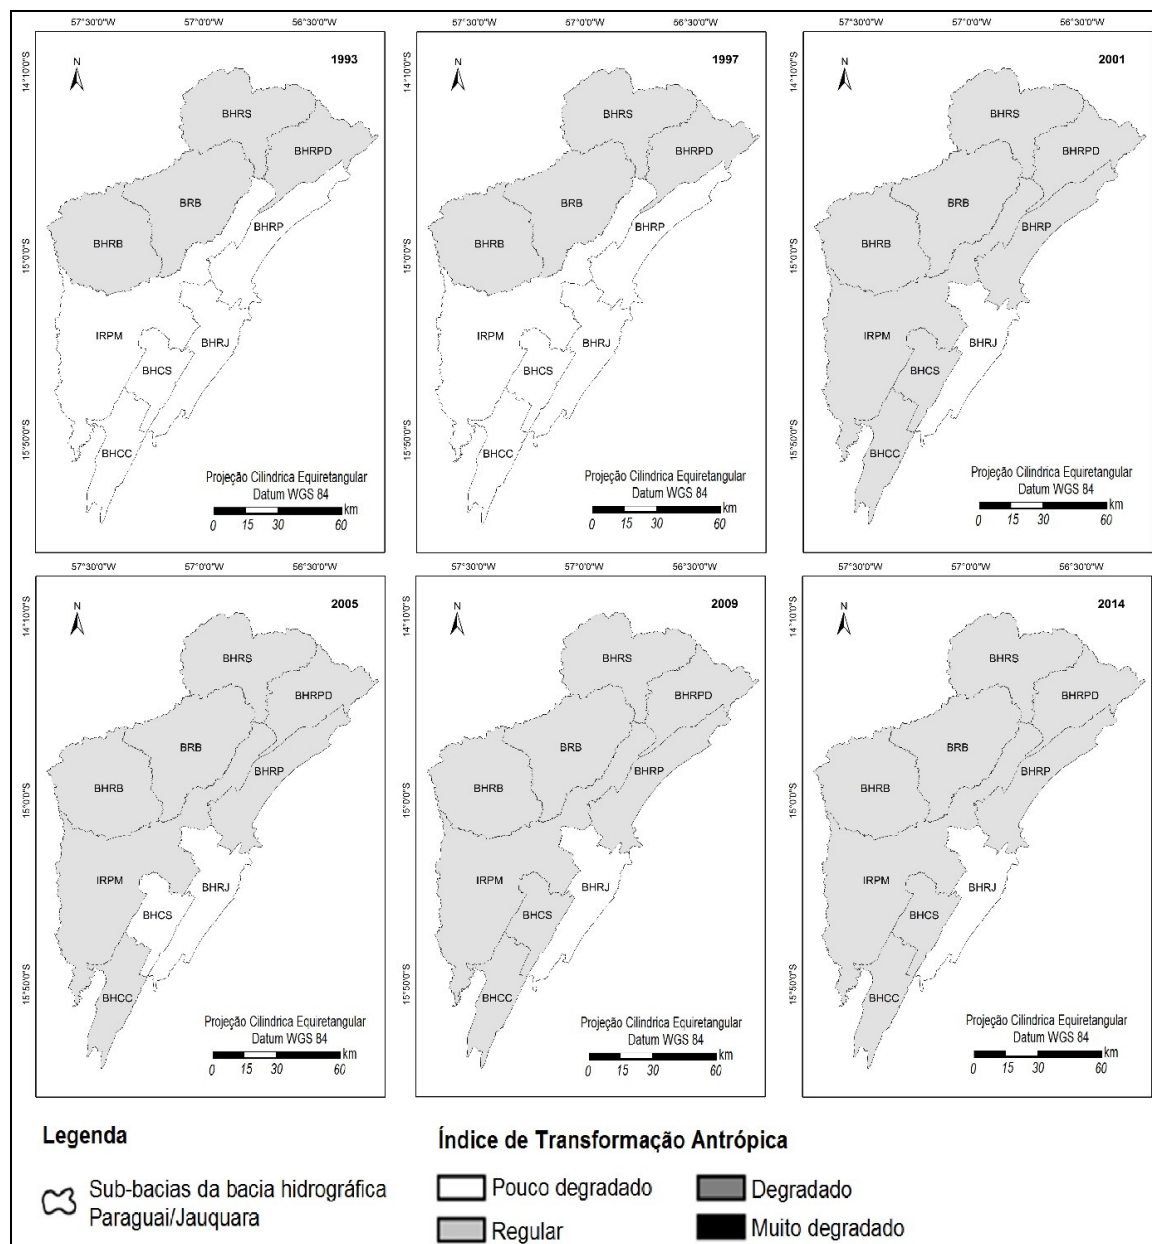 57°30'0"W 57°0'0"W 56°30'0"W
57°30'0"W 57°0'0"W 56°30'0"W
57°30'0"W 57°0'0"W 56°30'0"W
14°10'0"S
15°0'0"S
15°50'0"S
N
1993
BHRS
BHRPD
BRB
BHRP
BHRB
IRPM
BHRJ
BHCS
BHCC
Projeção Cilindrica Equiretangular
Datum WGS 84
km
0 15 30 60
14°10'0"S
15°0'0"S
15°50'0"S
N
1997
BHRS
BHRPD
BRB
BHRP
BHRB
IRPM
BHRJ
BHCS
BHCC
Projeção Cilindrica Equiretangular
Datum WGS 84
km
0 15 30 60
14°10'0"S
15°0'0"S
15°50'0"S
N
2001
BHRS
BHRPD
BRB
BHRP
BHRB
IRPM
BHRJ
BHCS
BHCC
Projeção Cilindrica Equiretangular
Datum WGS 84
km
0 15 30 60
57°30'0"W 57°0'0"W 56°30'0"W
57°30'0"W 57°0'0"W 56°30'0"W
57°30'0"W 57°0'0"W 56°30'0"W
14°10'0"S
15°0'0"S
15°50'0"S
N
2005
BHRS
BHRPD
BRB
BHRP
BHRB
IRPM
BHRJ
BHCS
BHCC
Projeção Cilindrica Equiretangular
Datum WGS 84
km
0 15 30 60
14°10'0"S
15°0'0"S
15°50'0"S
N
2009
BHRS
BHRPD
BRB
BHRP
BHRB
IRPM
BHRJ
BHCS
BHCC
Projeção Cilindrica Equiretangular
Datum WGS 84
km
0 15 30 60
14°10'0"S
15°0'0"S
15°50'0"S
N
2014
BHRS
BHRPD
BRB
BHRP
BHRB
IRPM
BHRJ
BHCS
BHCC
Projeção Cilindrica Equiretangular
Datum WGS 84
km
0 15 30 60
Legenda
Sub-bacias da bacia hidrográfica
Paraguai/Jauquara
Índice de Transformação Antrópica
Pouco degradado
Degradado
Regular
Muito degradado